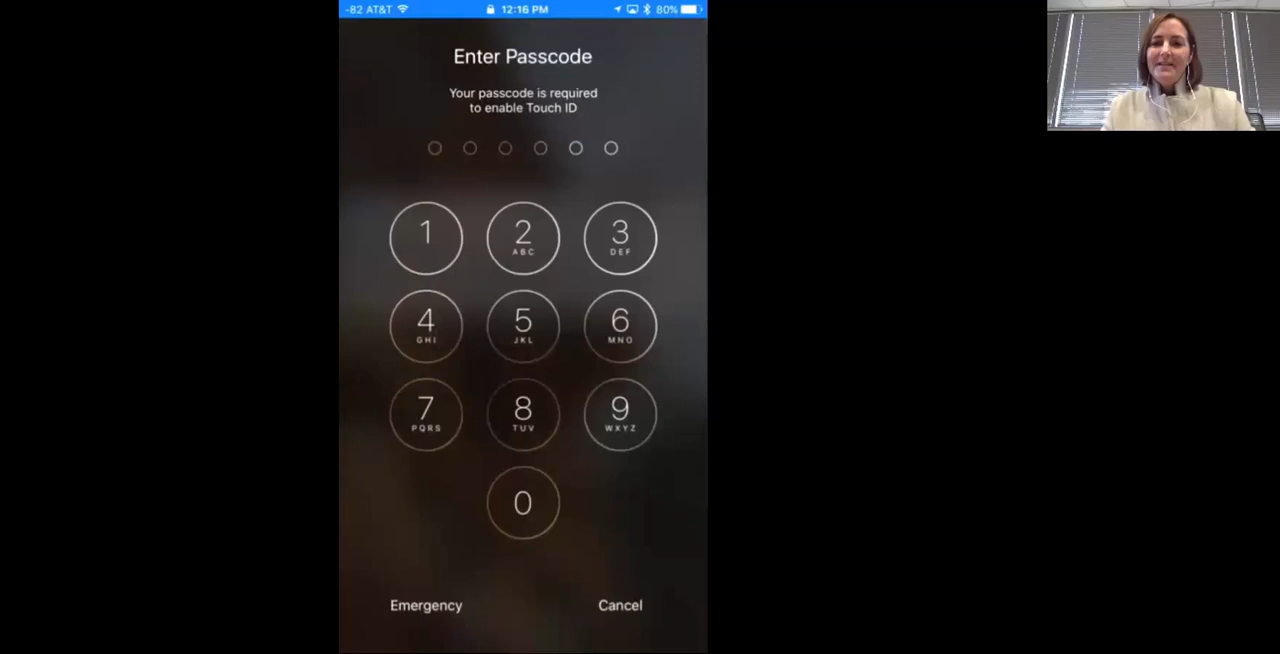 -82 AT&T 12:16 PM 80%
Enter Passcode
Your passcode is required
to enable Touch ID
1 2 3
ABC DEF
4 5 6
GHI JKL MNO
7 8 9
PQRS TUV WXYZ
0
Emergency Cancel